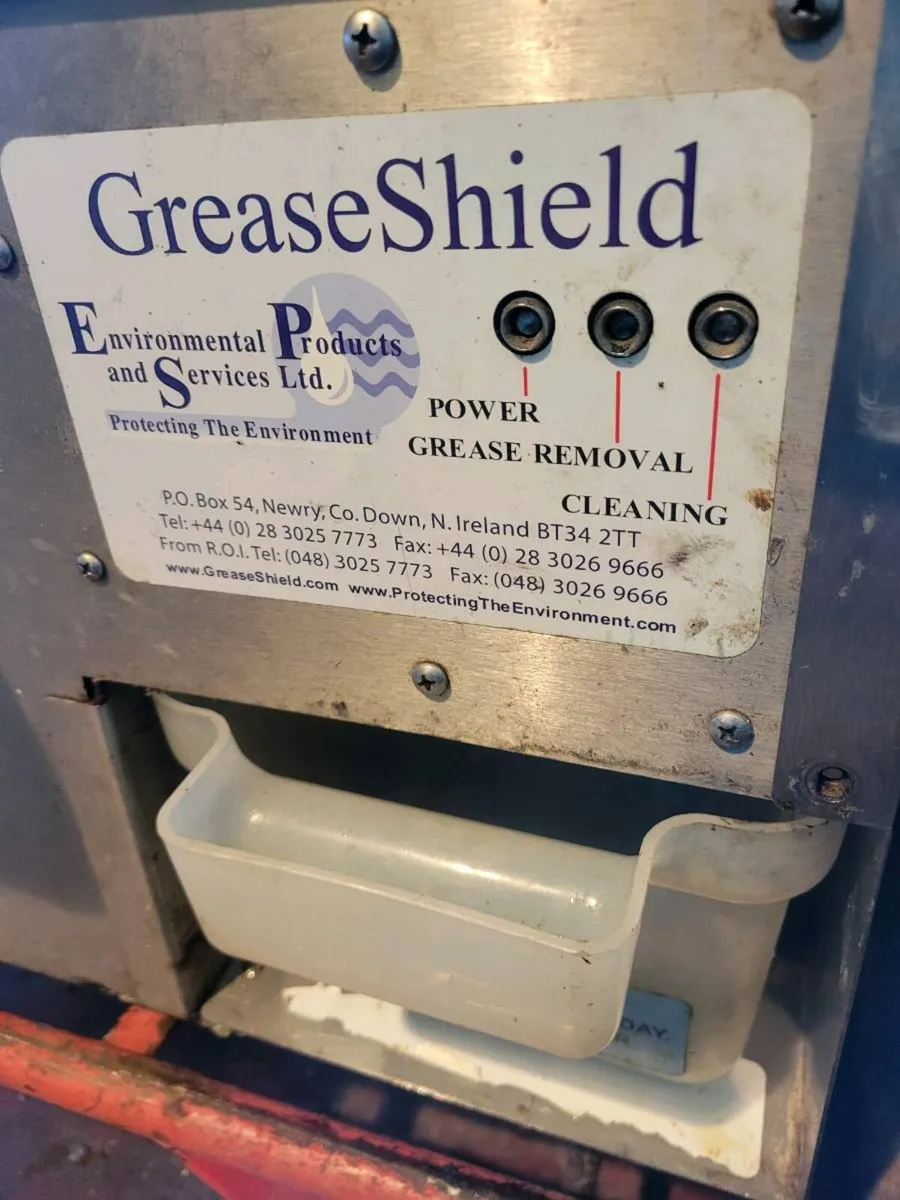 GreaseShield
Environmental Products
and Services Ltd.
Protecting The Environment
POWER
GREASE REMOVAL
CLEANING
P.O. Box 54, Newry, Co. Down, N. Ireland BT34 2TT
Tel: +44 (0) 28 3025 7773 Fax: +44 (0) 28 3026 9666
From R.O.I. Tel: (048) 3025 7773 Fax: (048) 3026 9666
www.GreaseShield.com www.ProtectingTheEnvironment.com
DAY.